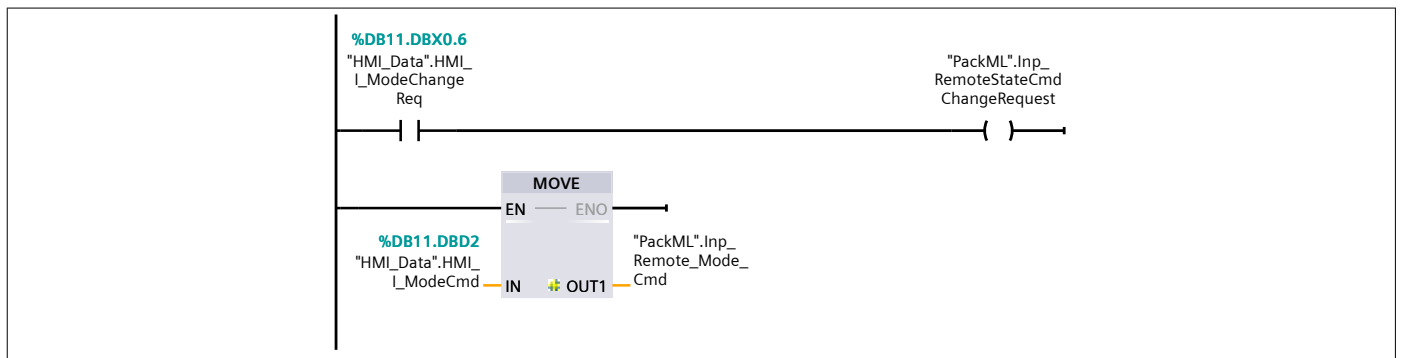 %DB11.DBX0.6
"HMI_Data".HMI_
I_ModeChange
Req
"PackML".Inp_
RemoteStateCmd
ChangeRequest
MOVE
EN
ENO
%DB11.DBD2
"HMI_Data".HMI_
I_ModeCmd
IN
OUT1
"PackML".Inp_
Remote_Mode_
Cmd